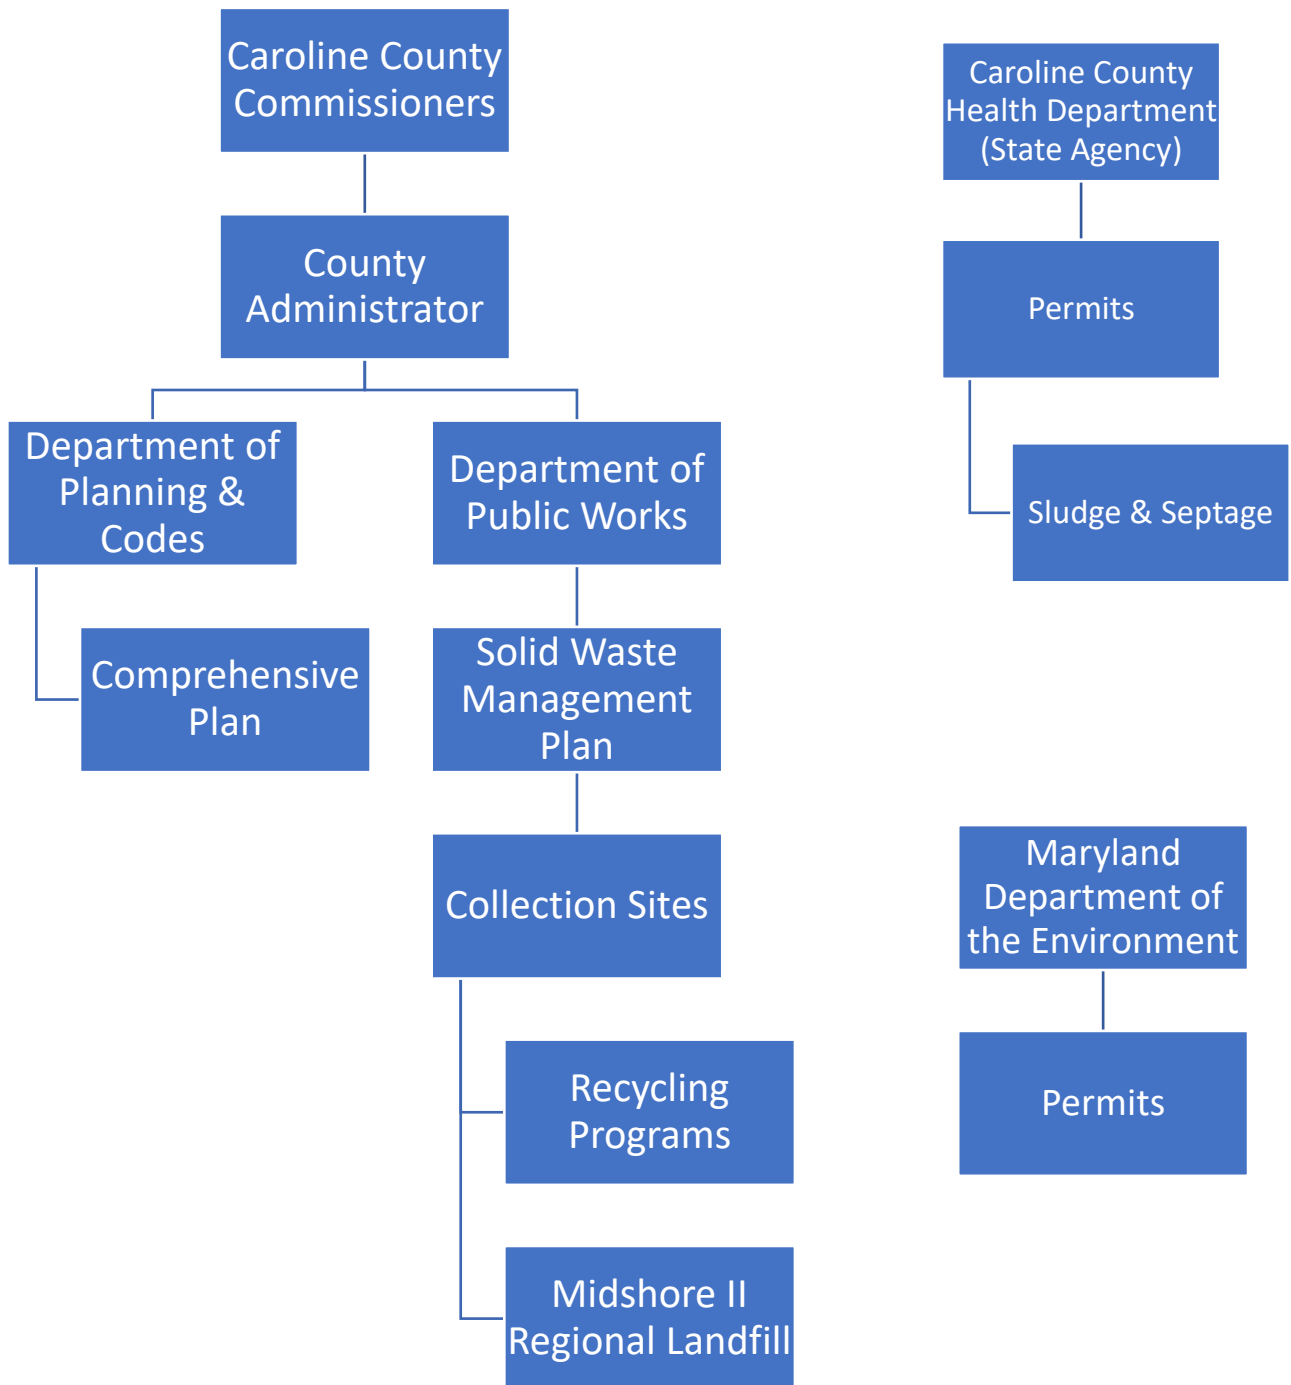 Caroline County
Commissioners
County
Administrator
Department of
Planning &
Codes
Department of
Public Works
Comprehensive
Plan
Solid Waste
Management
Plan
Collection Sites
Recycling
Programs
Midshore II
Regional Landfill
Caroline County
Health Department
(State Agency)
Permits
Sludge & Septage
Maryland
Department of
the Environment
Permits